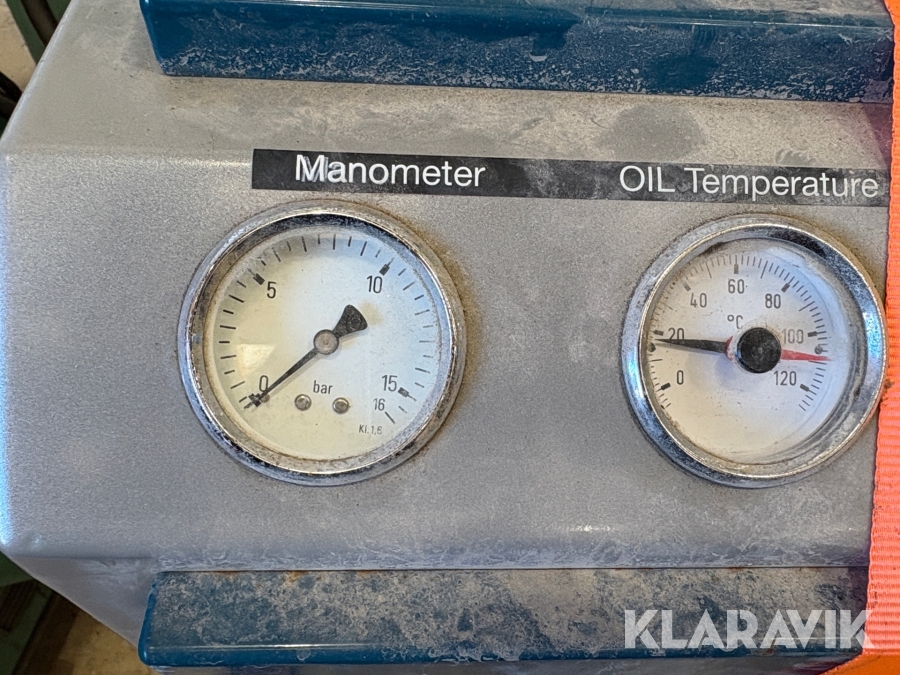 Manometer
OIL Temperature
5
10
0
bar
15
16
Kl.1,6
0
20
40
60
80
100
120
°C
KLARAVIK